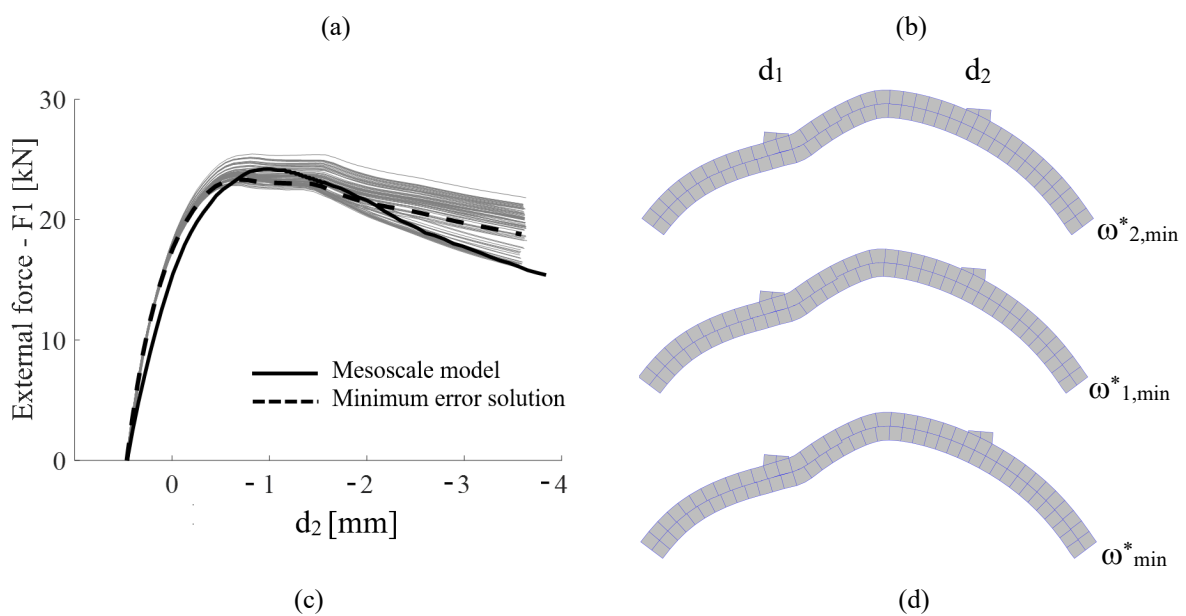 (a)
(b)
d₁
d₂
30
20
10
0
External force - F1 [kN]
Mesoscale model
Minimum error solution
0
- 1
- 2
- 3
- 4
d₂ [mm]
ω*₂,min
ω*₁,min
ω*min
(c)
(d)